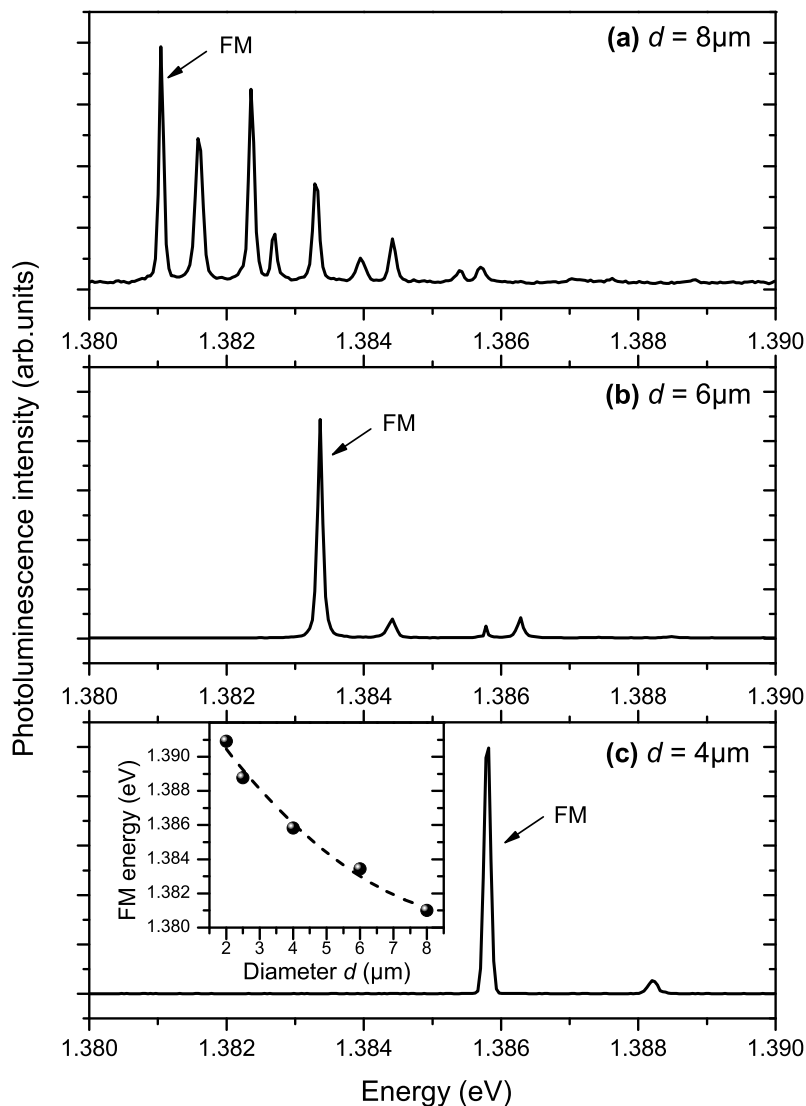 Photoluminescence intensity (arb.units)
(a) d = 8µm
FM
1.380 1.382 1.384 1.386 1.388 1.390
(b) d = 6µm
FM
1.380 1.382 1.384 1.386 1.388 1.390
(c) d = 4µm
FM
FM energy (eV)
1.390
1.388
1.386
1.384
1.382
1.380
2 3 4 5 6 7 8
Diameter d (µm)
1.380 1.382 1.384 1.386 1.388 1.390
Energy (eV)